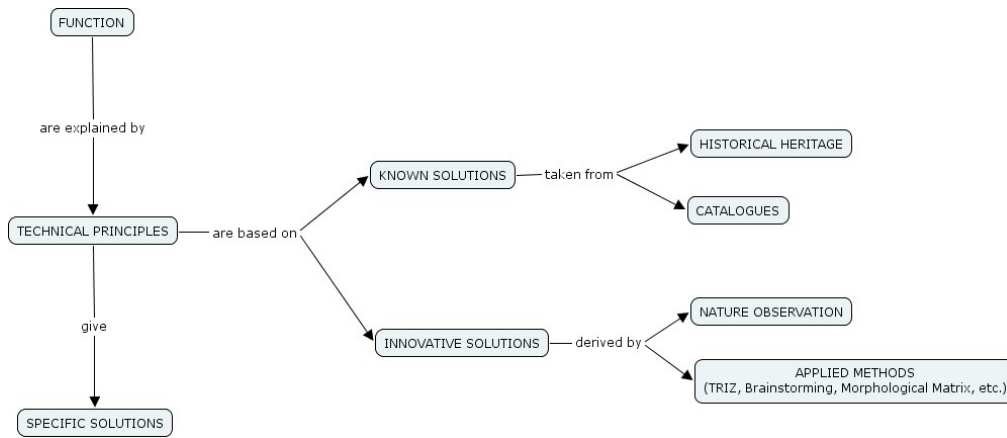 FUNCTION
are explained by
HISTORICAL HERITAGE
KNOWN SOLUTIONS
taken from
CATALOGUES
TECHNICAL PRINCIPLES
are based on
NATURE OBSERVATION
give
INNOVATIVE SOLUTIONS
derived by
APPLIED METHODS
(TRIZ, Brainstorming, Morphological Matrix, etc.)
SPECIFIC SOLUTIONS